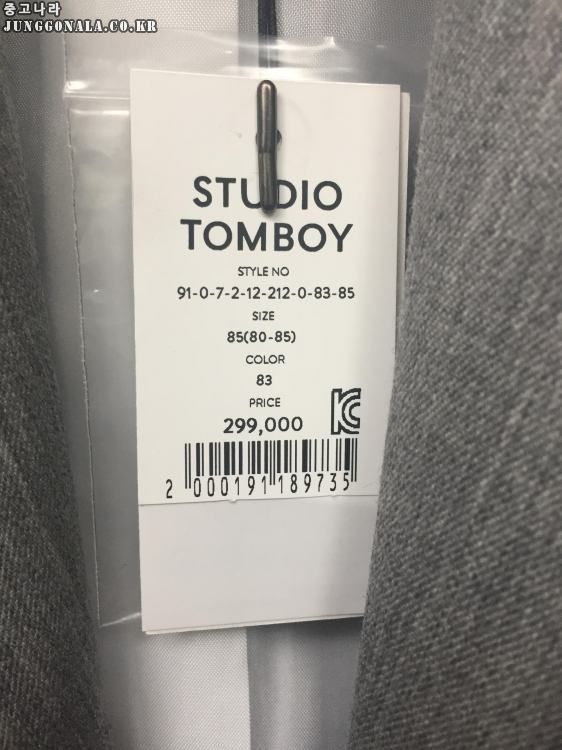 중고나라
JUNGGONALA.CO.KR
STUDIO
TOMBOY
STYLE NO
91-0-7-2-12-212-0-83-85
SIZE
85(80-85)
COLOR
83
PRICE
299,000
2 000191 189735